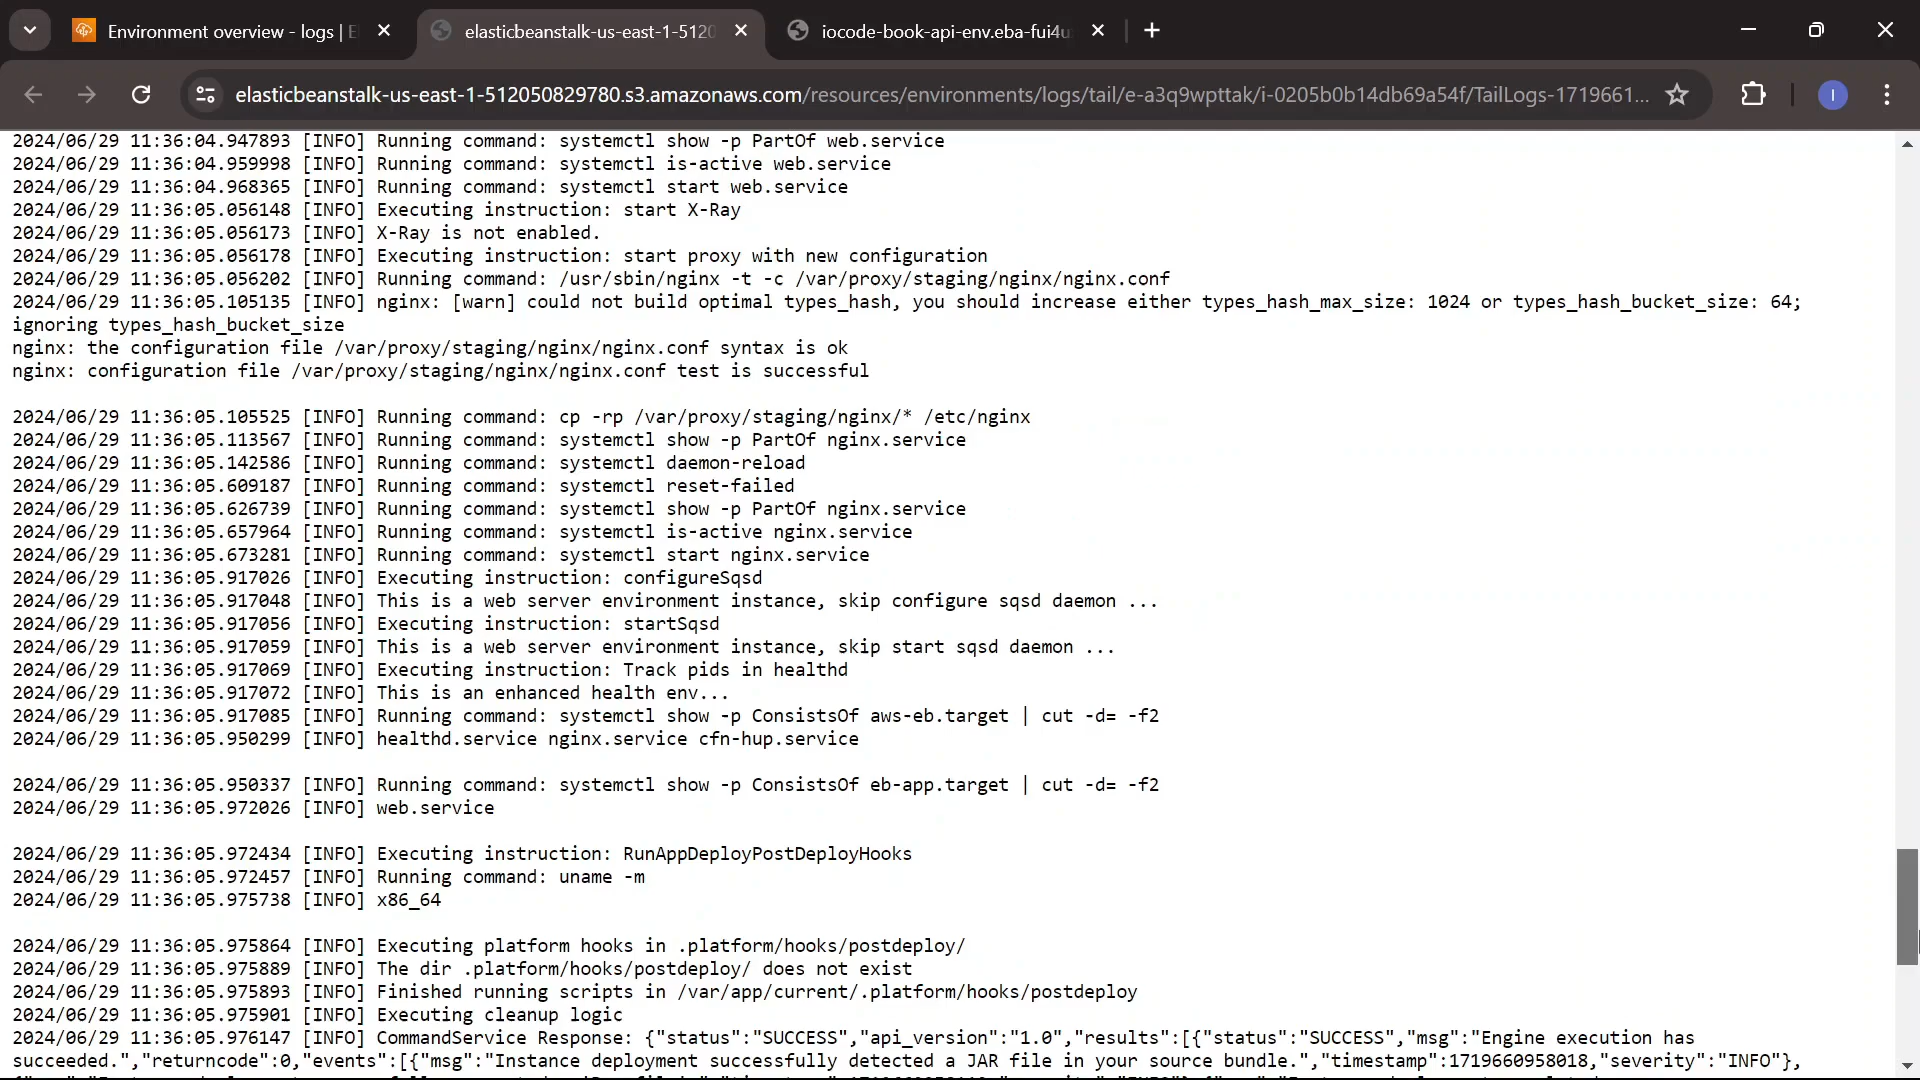 Environment overview - logs | E
elasticbeanstalk-us-east-1-5120
iocode-book-api-env.eba-fui4u
elasticbeanstalk-us-east-1-512050829780.s3.amazonaws.com/resources/environments/logs/tail/e-a3q9wpttak/i-0205b0b14db69a54f/TailLogs-1719661...
I
2024/06/29 11:36:04.947893 [INFO] Running command: systemctl show -p PartOf web.service
2024/06/29 11:36:04.959998 [INFO] Running command: systemctl is-active web.service
2024/06/29 11:36:04.968365 [INFO] Running command: systemctl start web.service
2024/06/29 11:36:05.056148 [INFO] Executing instruction: start X-Ray
2024/06/29 11:36:05.056173 [INFO] X-Ray is not enabled.
2024/06/29 11:36:05.056178 [INFO] Executing instruction: start proxy with new configuration
2024/06/29 11:36:05.056202 [INFO] Running command: /usr/sbin/nginx -t -c /var/proxy/staging/nginx/nginx.conf
2024/06/29 11:36:05.105135 [INFO] nginx: [warn] could not build optimal types_hash, you should increase either types_hash_max_size: 1024 or types_hash_bucket_size: 64;
ignoring types_hash_bucket_size
nginx: the configuration file /var/proxy/staging/nginx/nginx.conf syntax is ok
nginx: configuration file /var/proxy/staging/nginx/nginx.conf test is successful
2024/06/29 11:36:05.105525 [INFO] Running command: cp -rp /var/proxy/staging/nginx/* /etc/nginx
2024/06/29 11:36:05.113567 [INFO] Running command: systemctl show -p PartOf nginx.service
2024/06/29 11:36:05.142586 [INFO] Running command: systemctl daemon-reload
2024/06/29 11:36:05.609187 [INFO] Running command: systemctl reset-failed
2024/06/29 11:36:05.626739 [INFO] Running command: systemctl show -p PartOf nginx.service
2024/06/29 11:36:05.657964 [INFO] Running command: systemctl is-active nginx.service
2024/06/29 11:36:05.673281 [INFO] Running command: systemctl start nginx.service
2024/06/29 11:36:05.917026 [INFO] Executing instruction: configureSqsd
2024/06/29 11:36:05.917048 [INFO] This is a web server environment instance, skip configure sqsd daemon ...
2024/06/29 11:36:05.917056 [INFO] Executing instruction: startSqsd
2024/06/29 11:36:05.917059 [INFO] This is a web server environment instance, skip start sqsd daemon ...
2024/06/29 11:36:05.917069 [INFO] Executing instruction: Track pids in healthd
2024/06/29 11:36:05.917072 [INFO] This is an enhanced health env...
2024/06/29 11:36:05.917085 [INFO] Running command: systemctl show -p ConsistsOf aws-eb.target | cut -d= -f2
2024/06/29 11:36:05.950299 [INFO] healthd.service nginx.service cfn-hup.service
2024/06/29 11:36:05.950337 [INFO] Running command: systemctl show -p ConsistsOf eb-app.target | cut -d= -f2
2024/06/29 11:36:05.972026 [INFO] web.service
2024/06/29 11:36:05.972434 [INFO] Executing instruction: RunAppDeployPostDeployHooks
2024/06/29 11:36:05.972457 [INFO] Running command: uname -m
2024/06/29 11:36:05.975738 [INFO] x86_64
2024/06/29 11:36:05.975864 [INFO] Executing platform hooks in .platform/hooks/postdeploy/
2024/06/29 11:36:05.975889 [INFO] The dir .platform/hooks/postdeploy/ does not exist
2024/06/29 11:36:05.975893 [INFO] Finished running scripts in /var/app/current/.platform/hooks/postdeploy
2024/06/29 11:36:05.975901 [INFO] Executing cleanup logic
2024/06/29 11:36:05.976147 [INFO] CommandService Response: {"status":"SUCCESS","api_version":"1.0","results":[{"status":"SUCCESS","msg":"Engine execution has
succeeded.","returncode":0,"events":[{"msg":"Instance deployment successfully detected a JAR file in your source bundle.","timestamp":1719660958018,"severity":"INFO"},